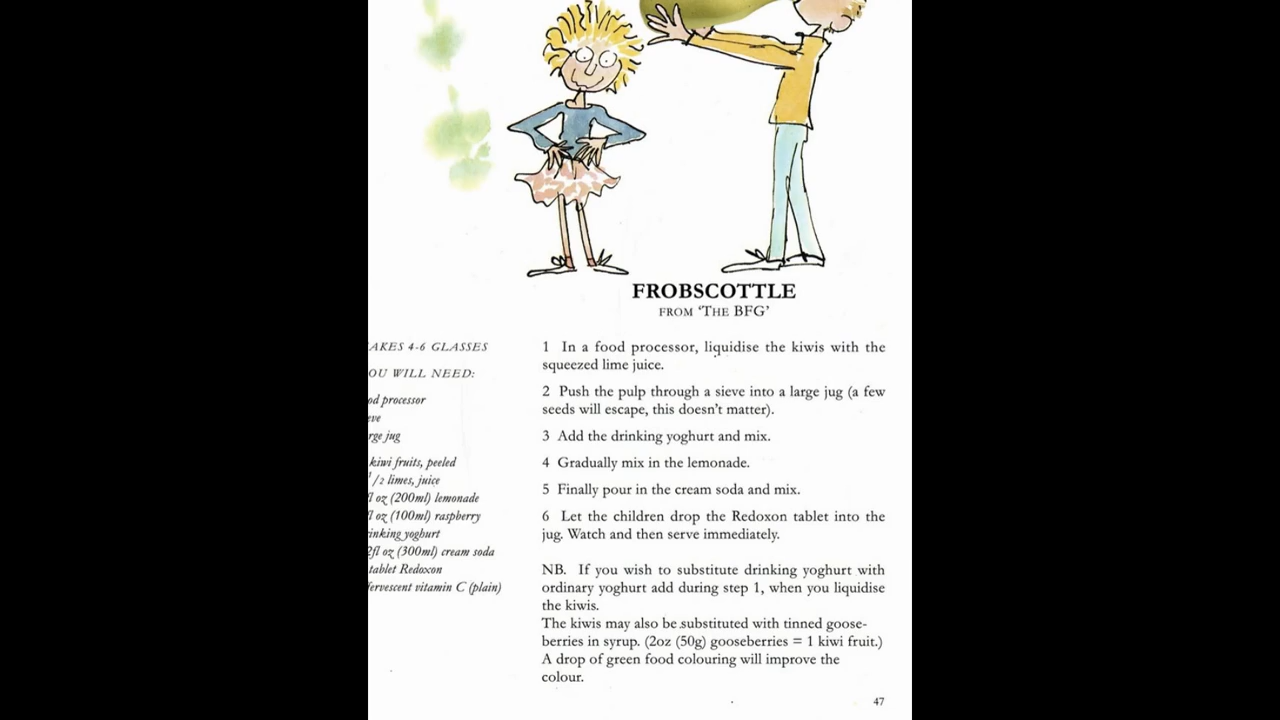 FROBSCOTTLE
FROM ‘THE BFG’
AKES 4-6 GLASSES
OU WILL NEED:
od processor
eve
rge jug
kiwi fruits, peeled
1/2 limes, juice
fl oz (200ml) lemonade
fl oz (100ml) raspberry
inking yoghurt
2fl oz (300ml) cream soda
tablet Redoxon
fervescent vitamin C (plain)
1 In a food processor, liquidise the kiwis with the
squeezed lime juice.
2 Push the pulp through a sieve into a large jug (a few
seeds will escape, this doesn’t matter).
3 Add the drinking yoghurt and mix.
4 Gradually mix in the lemonade.
5 Finally pour in the cream soda and mix.
6 Let the children drop the Redoxon tablet into the
jug. Watch and then serve immediately.
NB. If you wish to substitute drinking yoghurt with
ordinary yoghurt add during step 1, when you liquidise
the kiwis.
The kiwis may also be substituted with tinned goose-
berries in syrup. (2oz (50g) gooseberries = 1 kiwi fruit.)
A drop of green food colouring will improve the
colour.
47